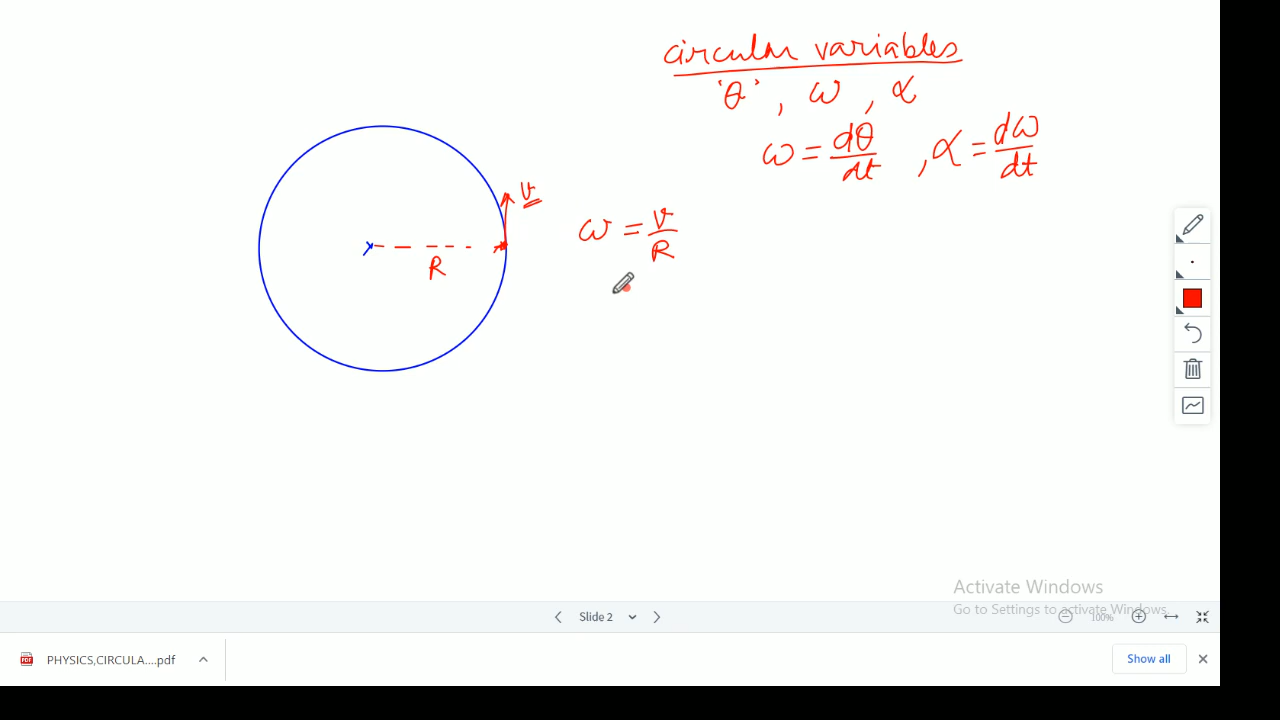 circular variables
'θ' , ω , α
ω = dθ/dt , α = dω/dt
v
ω = v/R
R
Activate Windows
Go to Settings to activate Windows.
Slide 2
100%
PHYSICS,CIRCULA....pdf
Show all